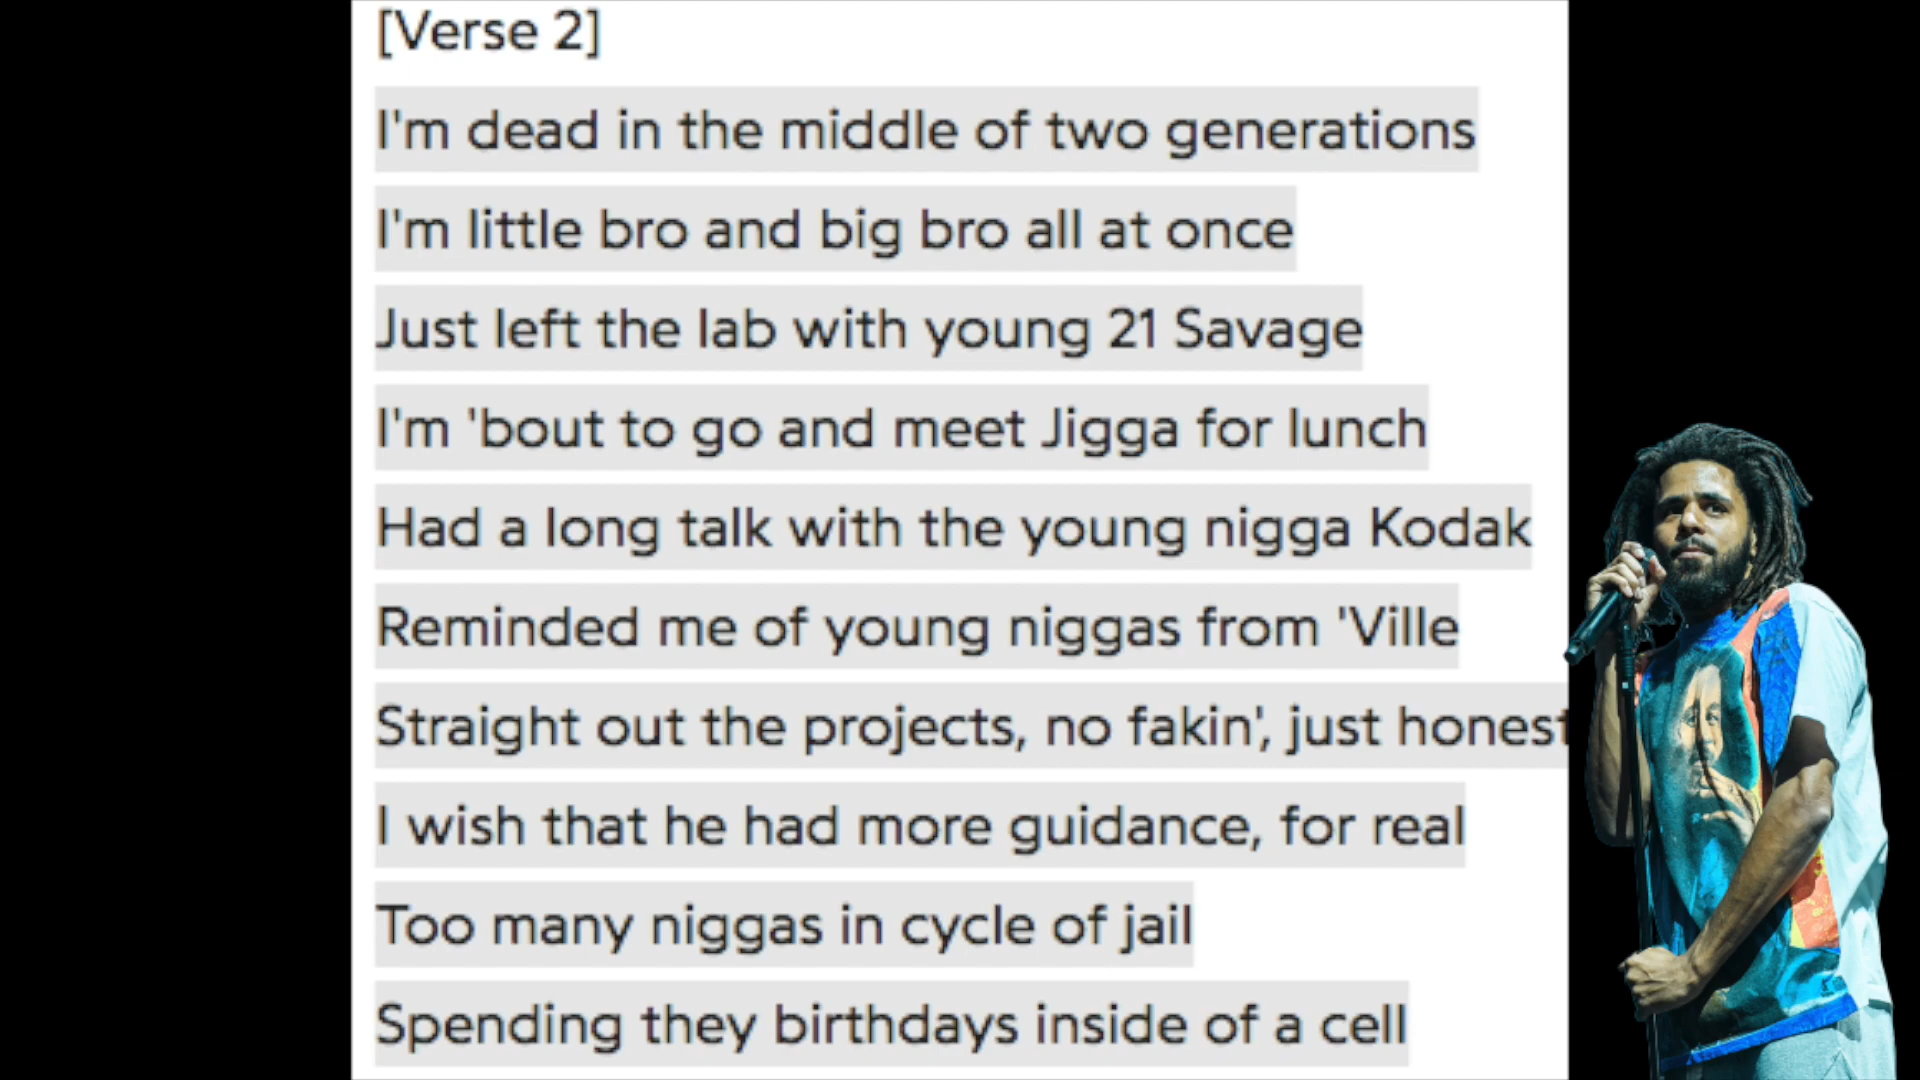 [Verse 2]
I'm dead in the middle of two generations
I'm little bro and big bro all at once
Just left the lab with young 21 Savage
I'm 'bout to go and meet Jigga for lunch
Had a long talk with the young nigga Kodak
Reminded me of young niggas from 'Ville
Straight out the projects, no fakin', just honest
I wish that he had more guidance, for real
Too many niggas in cycle of jail
Spending they birthdays inside of a cell